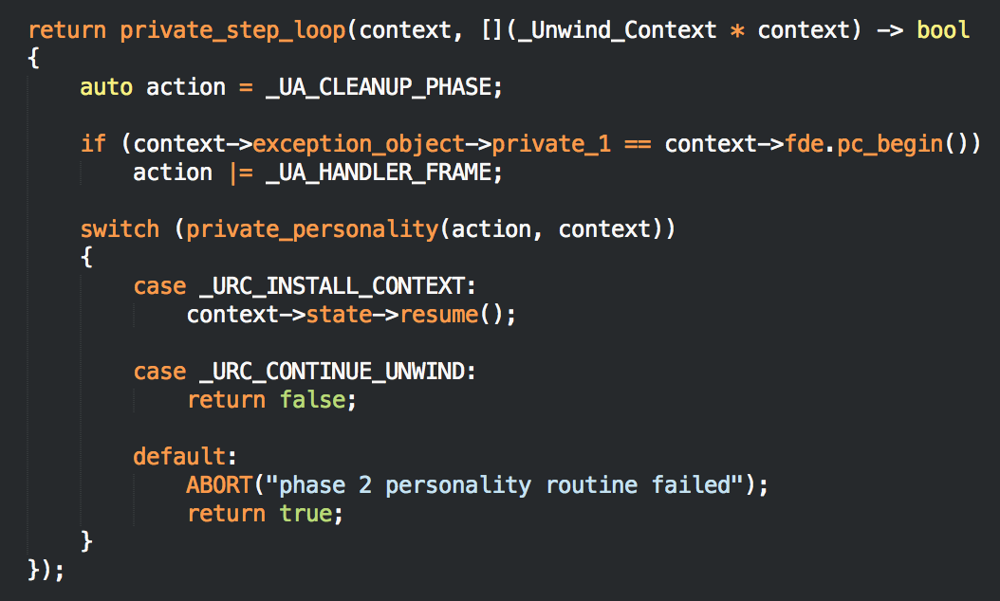 return private_step_loop(context, [](_Unwind_Context * context) -> bool
{
    auto action = _UA_CLEANUP_PHASE;

    if (context->exception_object->private_1 == context->fde.pc_begin())
        action |= _UA_HANDLER_FRAME;

    switch (private_personality(action, context))
    {
        case _URC_INSTALL_CONTEXT:
            context->state->resume();

        case _URC_CONTINUE_UNWIND:
            return false;

        default:
            ABORT("phase 2 personality routine failed");
            return true;
    }
});